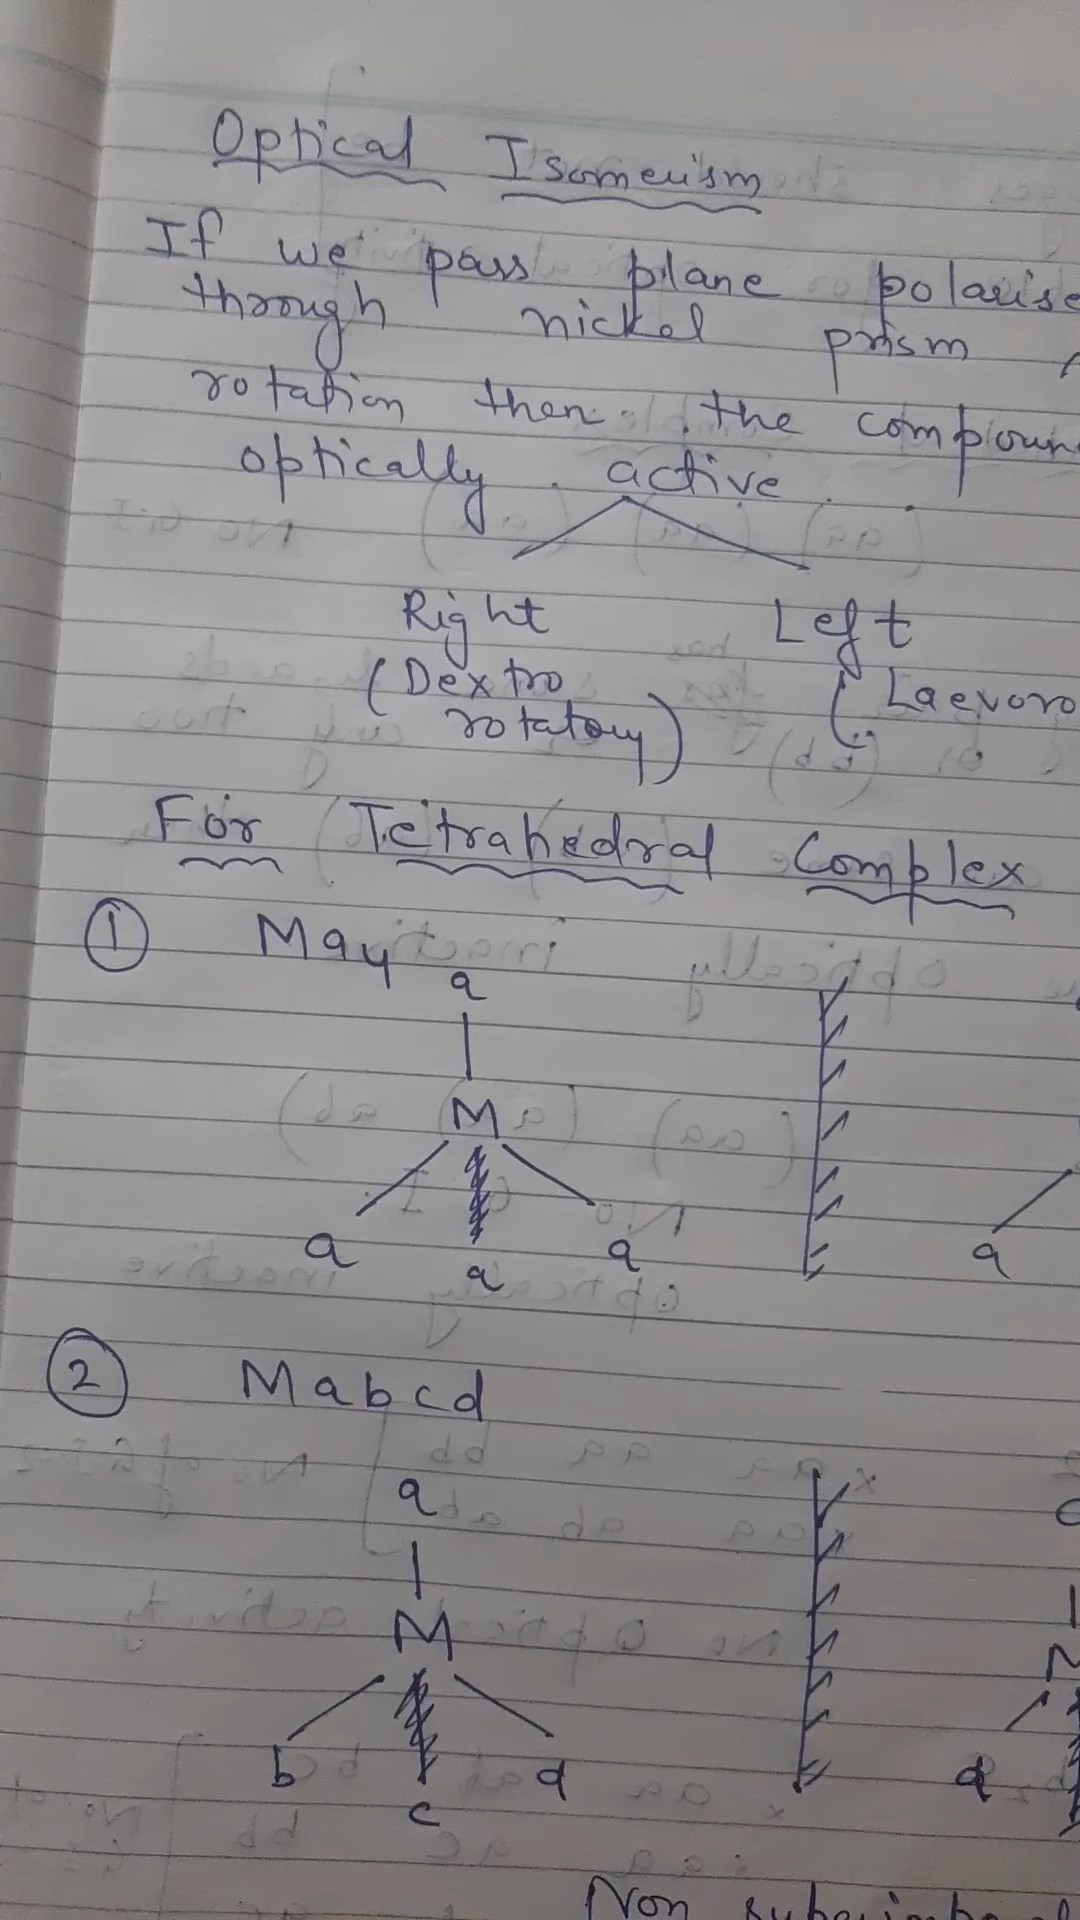 Optical Isomerism
If we pass plane polarise
through nickel prism
rotation then the compoun
optically active.
Right Left
(Dextro (Laevoro
rotatory)
For Tetrahedral Complex
① Ma4
a
M
a a a a
② Mabcd
a
M M
b c d d
Non